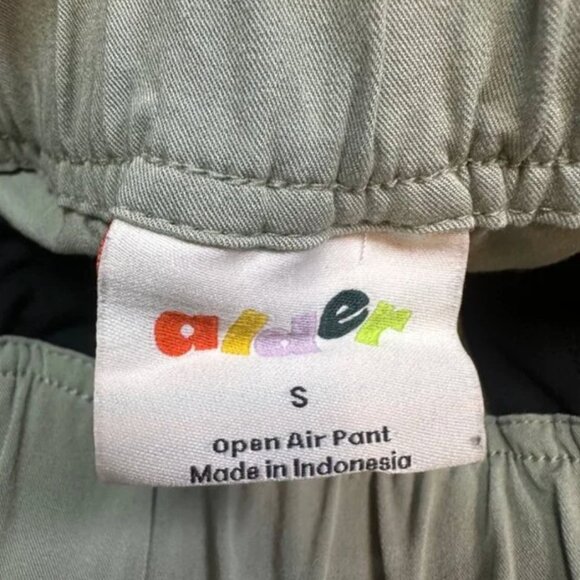 alder
S
Open Air Pant
Made in Indonesia